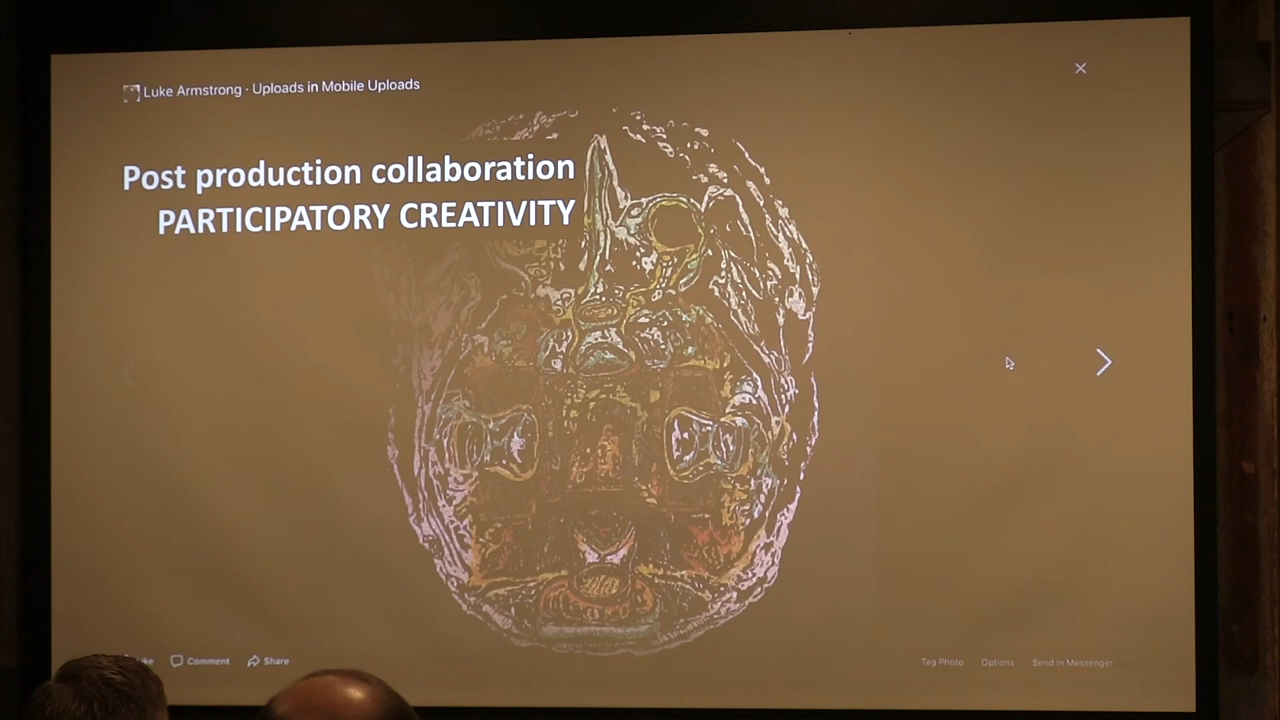 Luke Armstrong · Uploads in Mobile Uploads
Post production collaboration
PARTICIPATORY CREATIVITY
Comment
Share
Tag Photo
Options
Send in Messenger